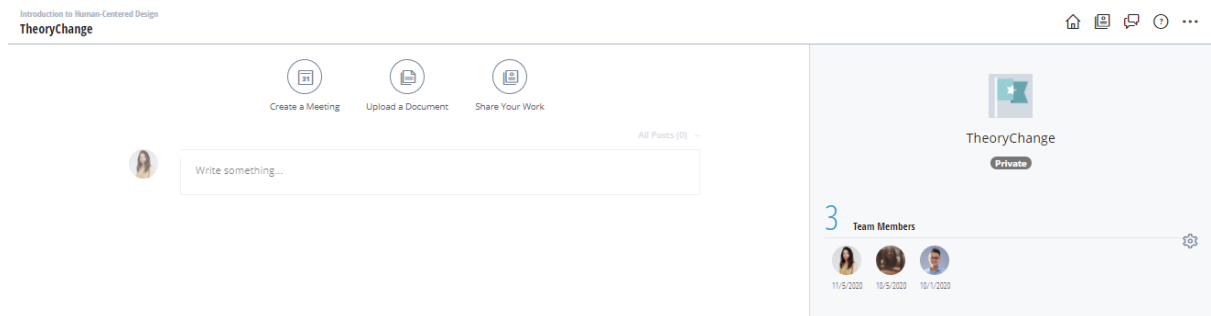 Introduction to Human-Centered Design
TheoryChange
31
Create a Meeting
Upload a Document
Share Your Work
All Posts (0)
Write something...
TheoryChange
Private
3 Team Members
11/5/2020
10/5/2020
10/1/2020